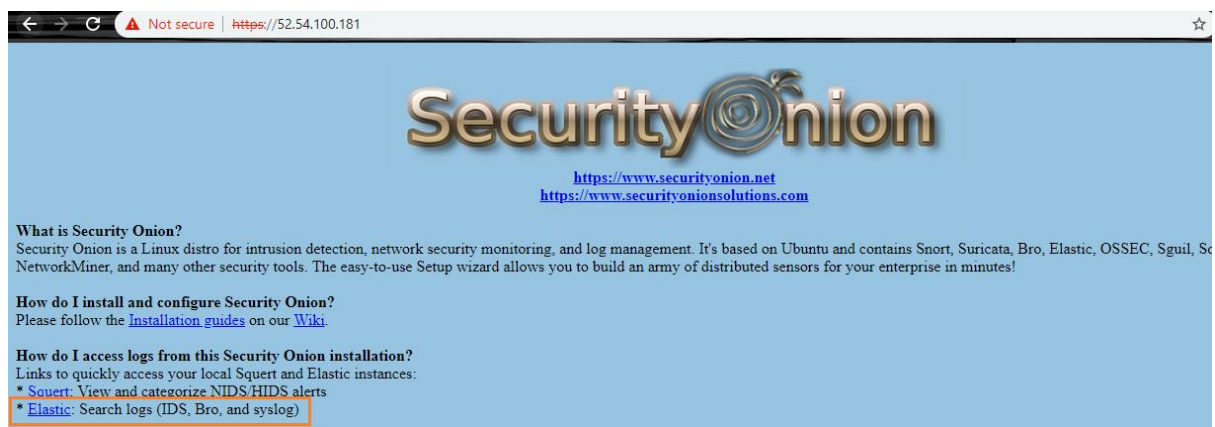 Not secure | https://52.54.100.181
Security Onion
https://www.securityonion.net
https://www.securityonionsolutions.com
What is Security Onion?
Security Onion is a Linux distro for intrusion detection, network security monitoring, and log management. It's based on Ubuntu and contains Snort, Suricata, Bro, Elastic, OSSEC, Sguil, Sq
NetworkMiner, and many other security tools. The easy-to-use Setup wizard allows you to build an army of distributed sensors for your enterprise in minutes!
How do I install and configure Security Onion?
Please follow the Installation guides on our Wiki.
How do I access logs from this Security Onion installation?
Links to quickly access your local Squert and Elastic instances:
* Squert: View and categorize NIDS/HIDS alerts
* Elastic: Search logs (IDS, Bro, and syslog)